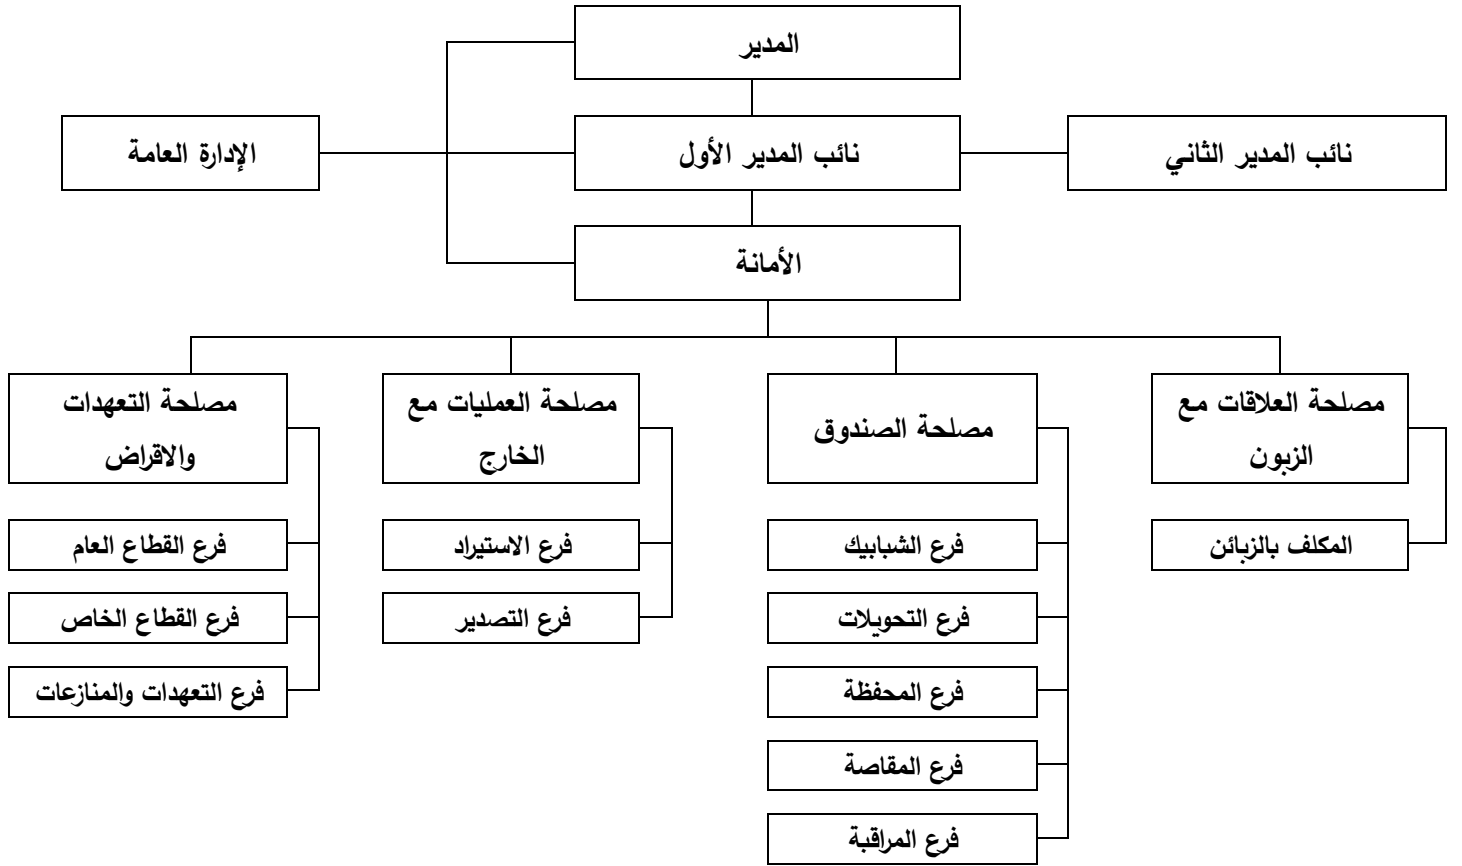 المدير
نائب المدير الثاني
نائب المدير الأول
الإدارة العامة
الأمانة
مصلحة العلاقات مع
الزبون
المكلف بالزبائن
مصلحة الصندوق
فرع الشبابيك
فرع التحويلات
فرع المحفظة
فرع المقاصة
فرع المراقبة
مصلحة العمليات مع
الخارج
فرع الاستيراد
فرع التصدير
مصلحة التعهدات
والاقراض
فرع القطاع العام
فرع القطاع الخاص
فرع التعهدات والمنازعات